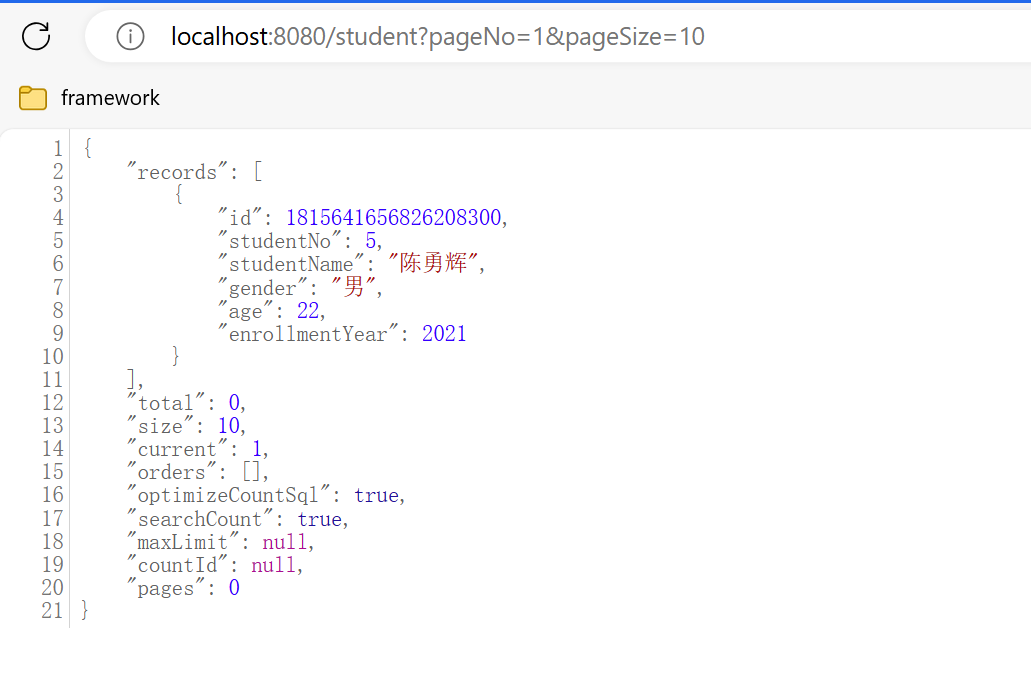 localhost:8080/student?pageNo=1&pageSize=10
framework
1 {
2 "records": [
3 {
4 "id": 1815641656826208300,
5 "studentNo": 5,
6 "studentName": "陈勇辉",
7 "gender": "男",
8 "age": 22,
9 "enrollmentYear": 2021
10 }
11 ],
12 "total": 0,
13 "size": 10,
14 "current": 1,
15 "orders": [],
16 "optimizeCountSql": true,
17 "searchCount": true,
18 "maxLimit": null,
19 "countId": null,
20 "pages": 0
21 }